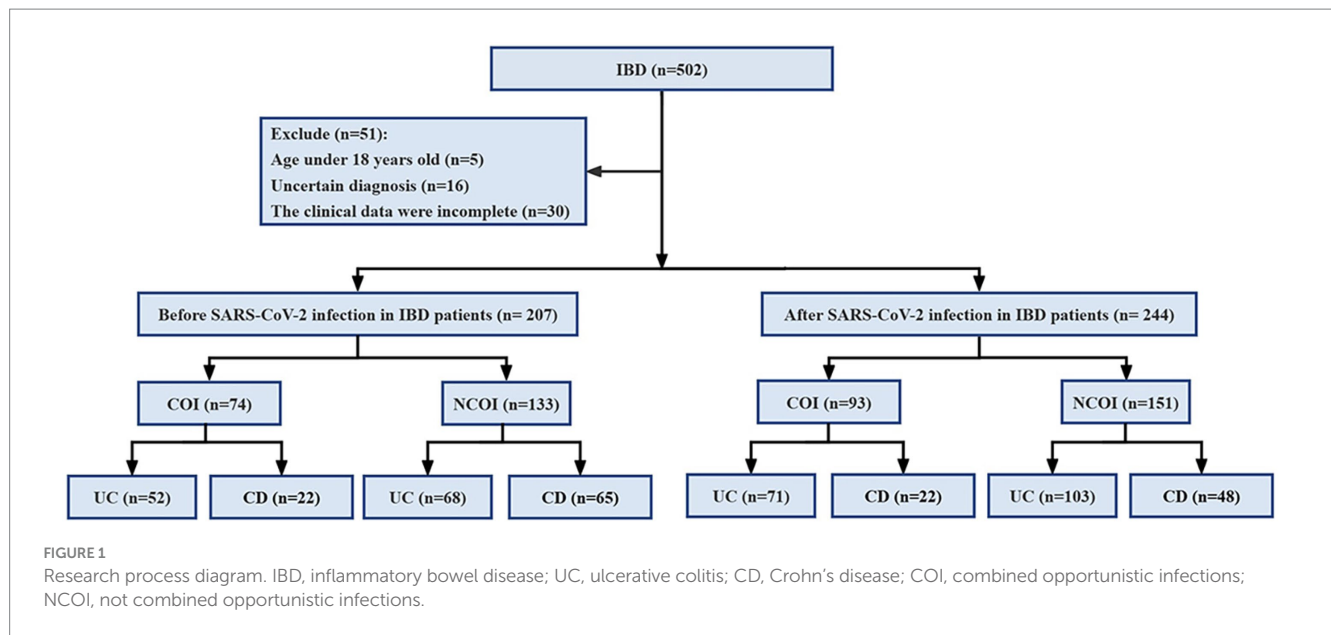 IBD (n=502)
Exclude (n=51):
Age under 18 years old (n=5)
Uncertain diagnosis (n=16)
The clinical data were incomplete (n=30)
Before SARS-CoV-2 infection in IBD patients (n= 207)
After SARS-CoV-2 infection in IBD patients (n= 244)
COI (n=74)
NCOI (n=133)
COI (n=93)
NCOI (n=151)
UC (n=52)
CD (n=22)
UC (n=68)
CD (n=65)
UC (n=71)
CD (n=22)
UC (n=103)
CD (n=48)
FIGURE 1
Research process diagram. IBD, inflammatory bowel disease; UC, ulcerative colitis; CD, Crohn’s disease; COI, combined opportunistic infections;
NCOI, not combined opportunistic infections.